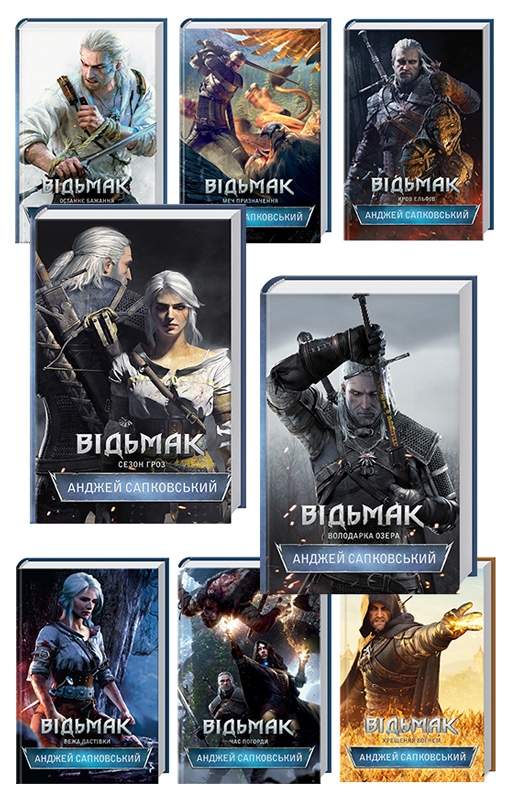 ВІДЬМАК
ОСТАННЄ БАЖАННЯ
ВІДЬМАК
МЕЧ ПРИЗНАЧЕННЯ
САПКОВСЬКИЙ
ВІДЬМАК
КРОВ ЕЛЬФІВ
АНДЖЕЙ САПКОВСЬКИЙ
ВІДЬМАК
СЕЗОН ГРОЗ
АНДЖЕЙ САПКОВСЬКИЙ
ВІДЬМАК
ВОЛОДАРКА ОЗЕРА
АНДЖЕЙ САПКОВСЬКИЙ
ВІДЬМАК
ВЕЖА ЛАСТІВКИ
АНДЖЕЙ САПКОВСЬКИЙ
ВІДЬМАК
ЧАС ПОГОРДИ
АНДЖЕЙ САПКОВСЬКИЙ
ВІДЬМАК
ХРЕЩЕННЯ ВОГНЕМ
АНДЖЕЙ САПКОВСЬКИЙ